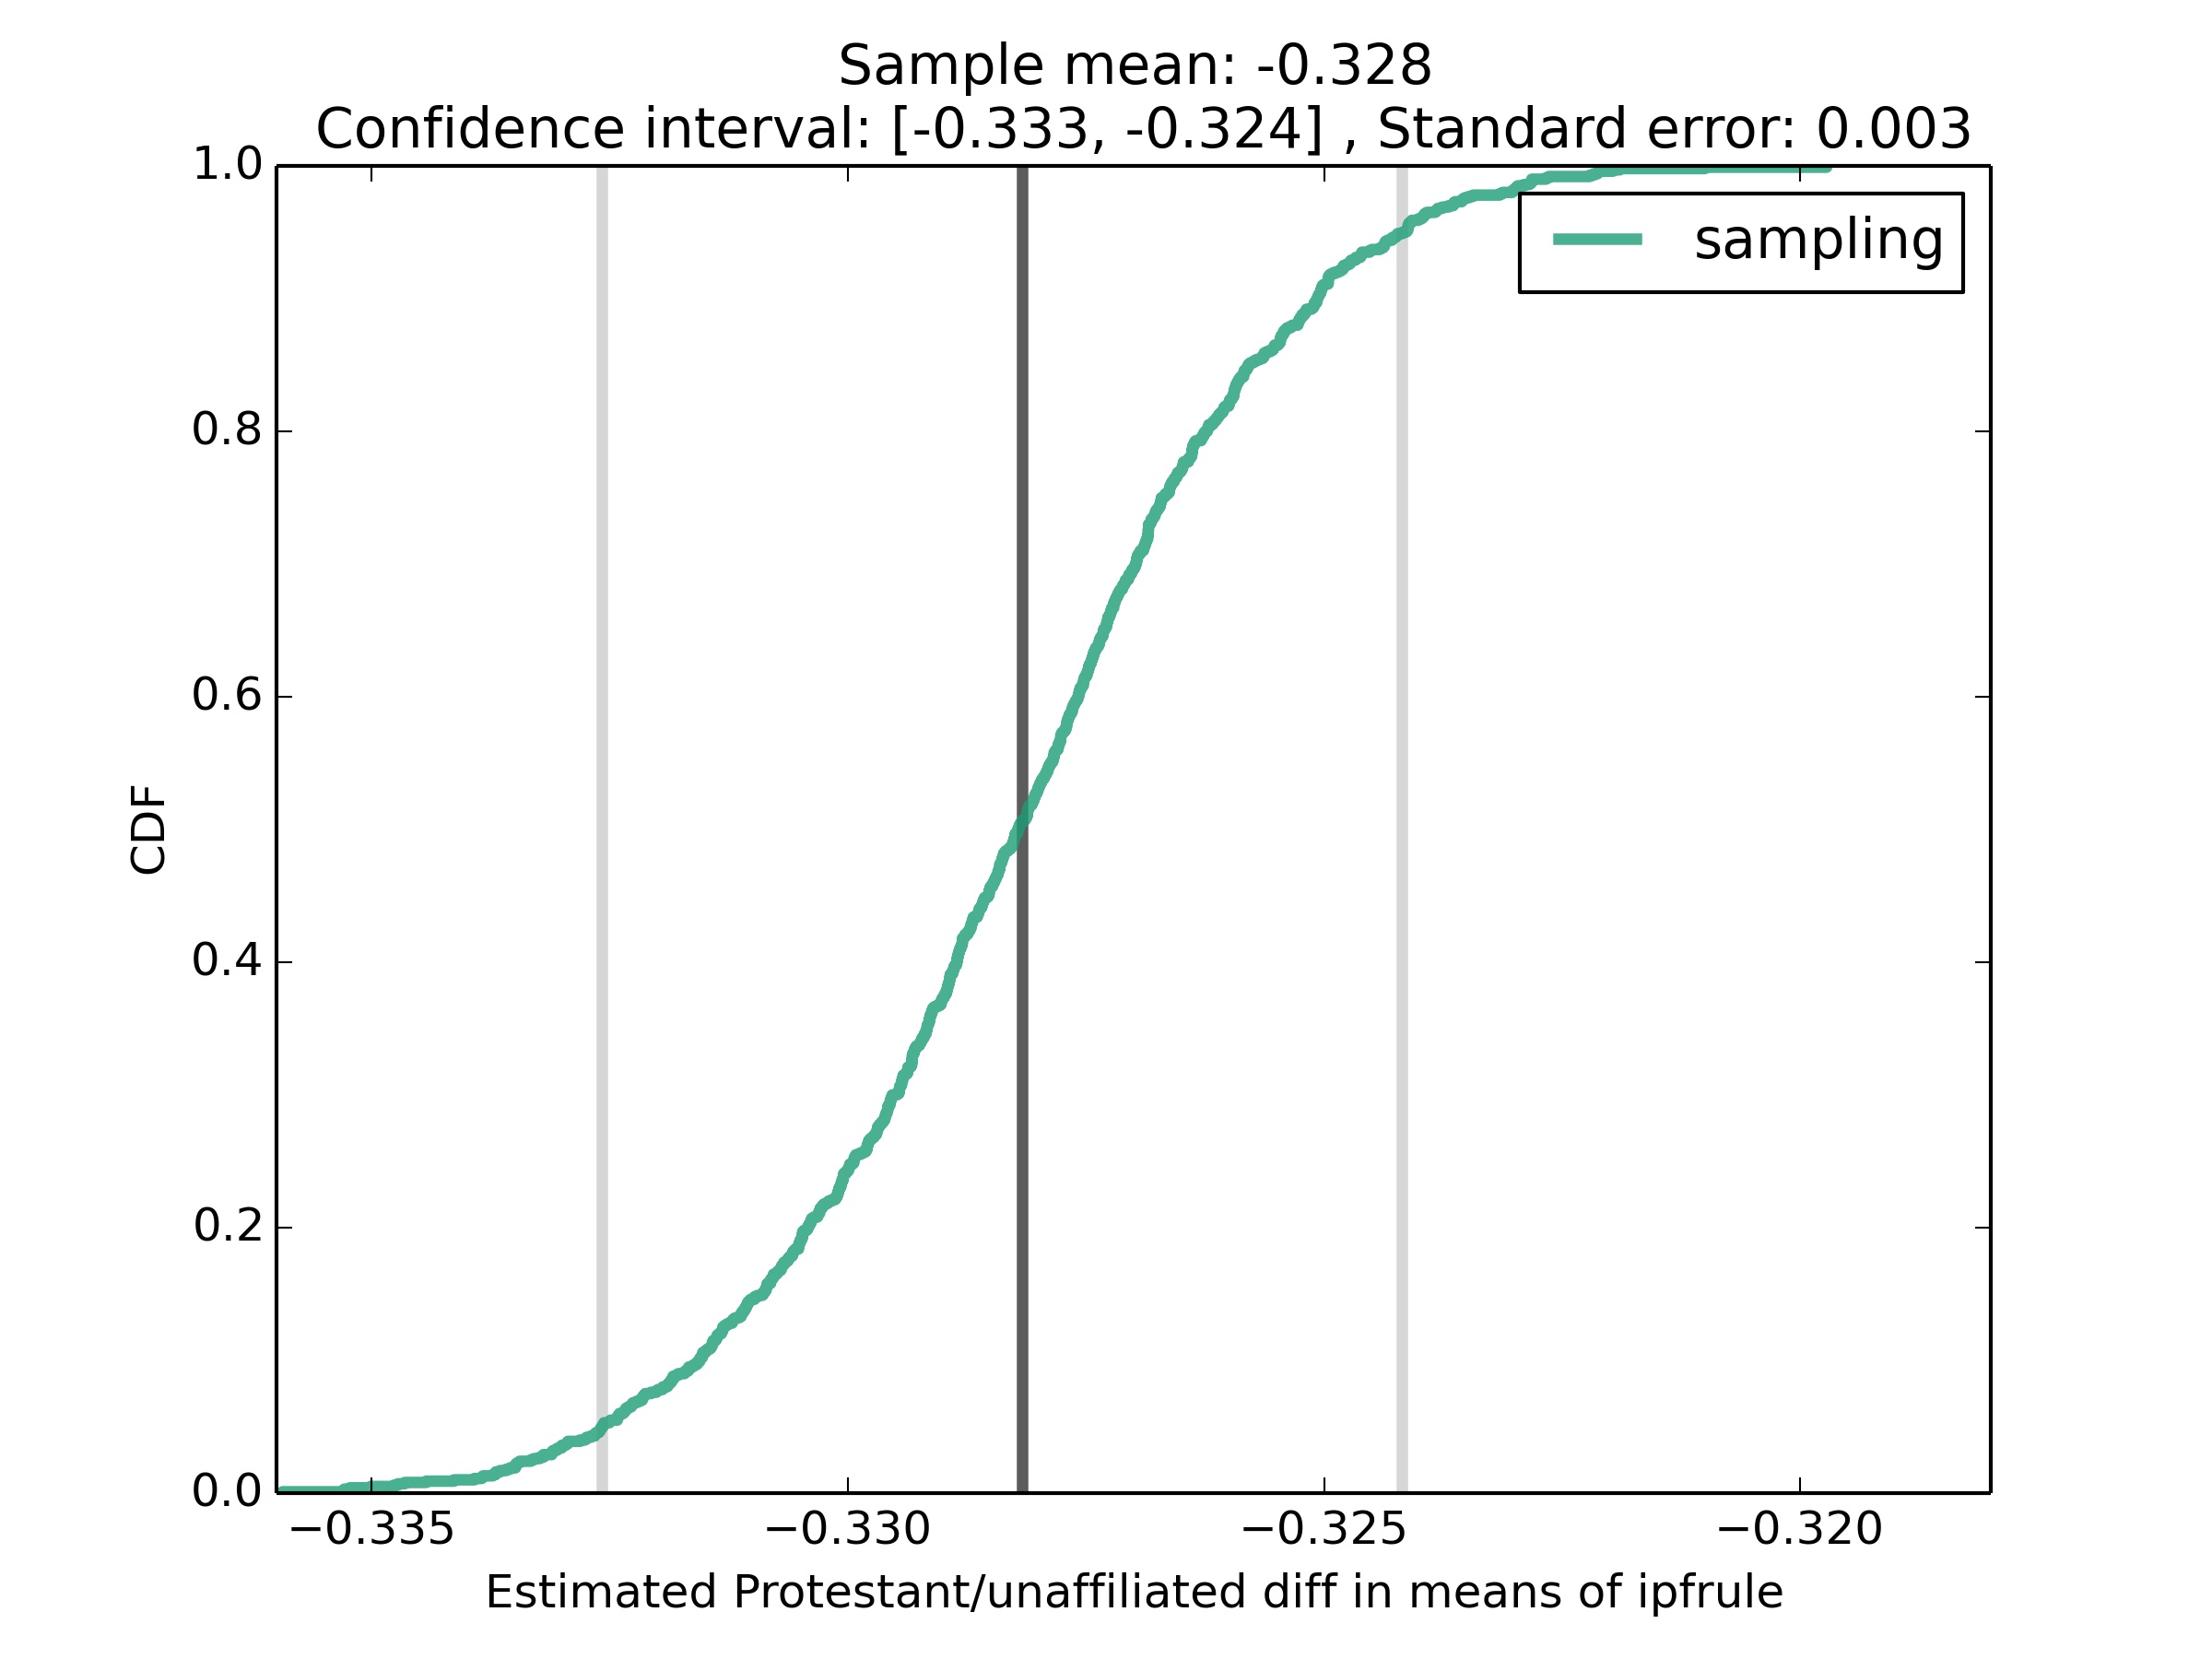 Sample mean: -0.328
Confidence interval: [-0.333, -0.324] , Standard error: 0.003
1.0
0.8
0.6
0.4
0.2
0.0
CDF
sampling
−0.335 −0.330 −0.325 −0.320
Estimated Protestant/unaffiliated diff in means of ipfrule